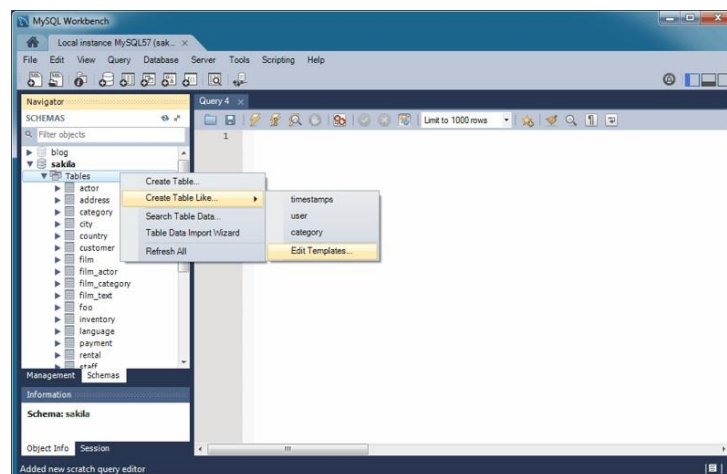 MySQL Workbench
Local instance MySQL57 (sak... ×
File Edit View Query Database Server Tools Scripting Help
Navigator
Query 4 ×
SCHEMAS
Limit to 1000 rows
Filter objects
1
blog
sakila
Tables
actor
address
category
city
country
customer
film
film_actor
film_category
film_text
foo
inventory
language
payment
rental
staff
Create Table...
Create Table Like...
Search Table Data...
Table Data Import Wizard
Refresh All
timestamps
user
category
Edit Templates...
Management Schemas
Information
Schema: sakila
Object Info Session
Added new scratch query editor